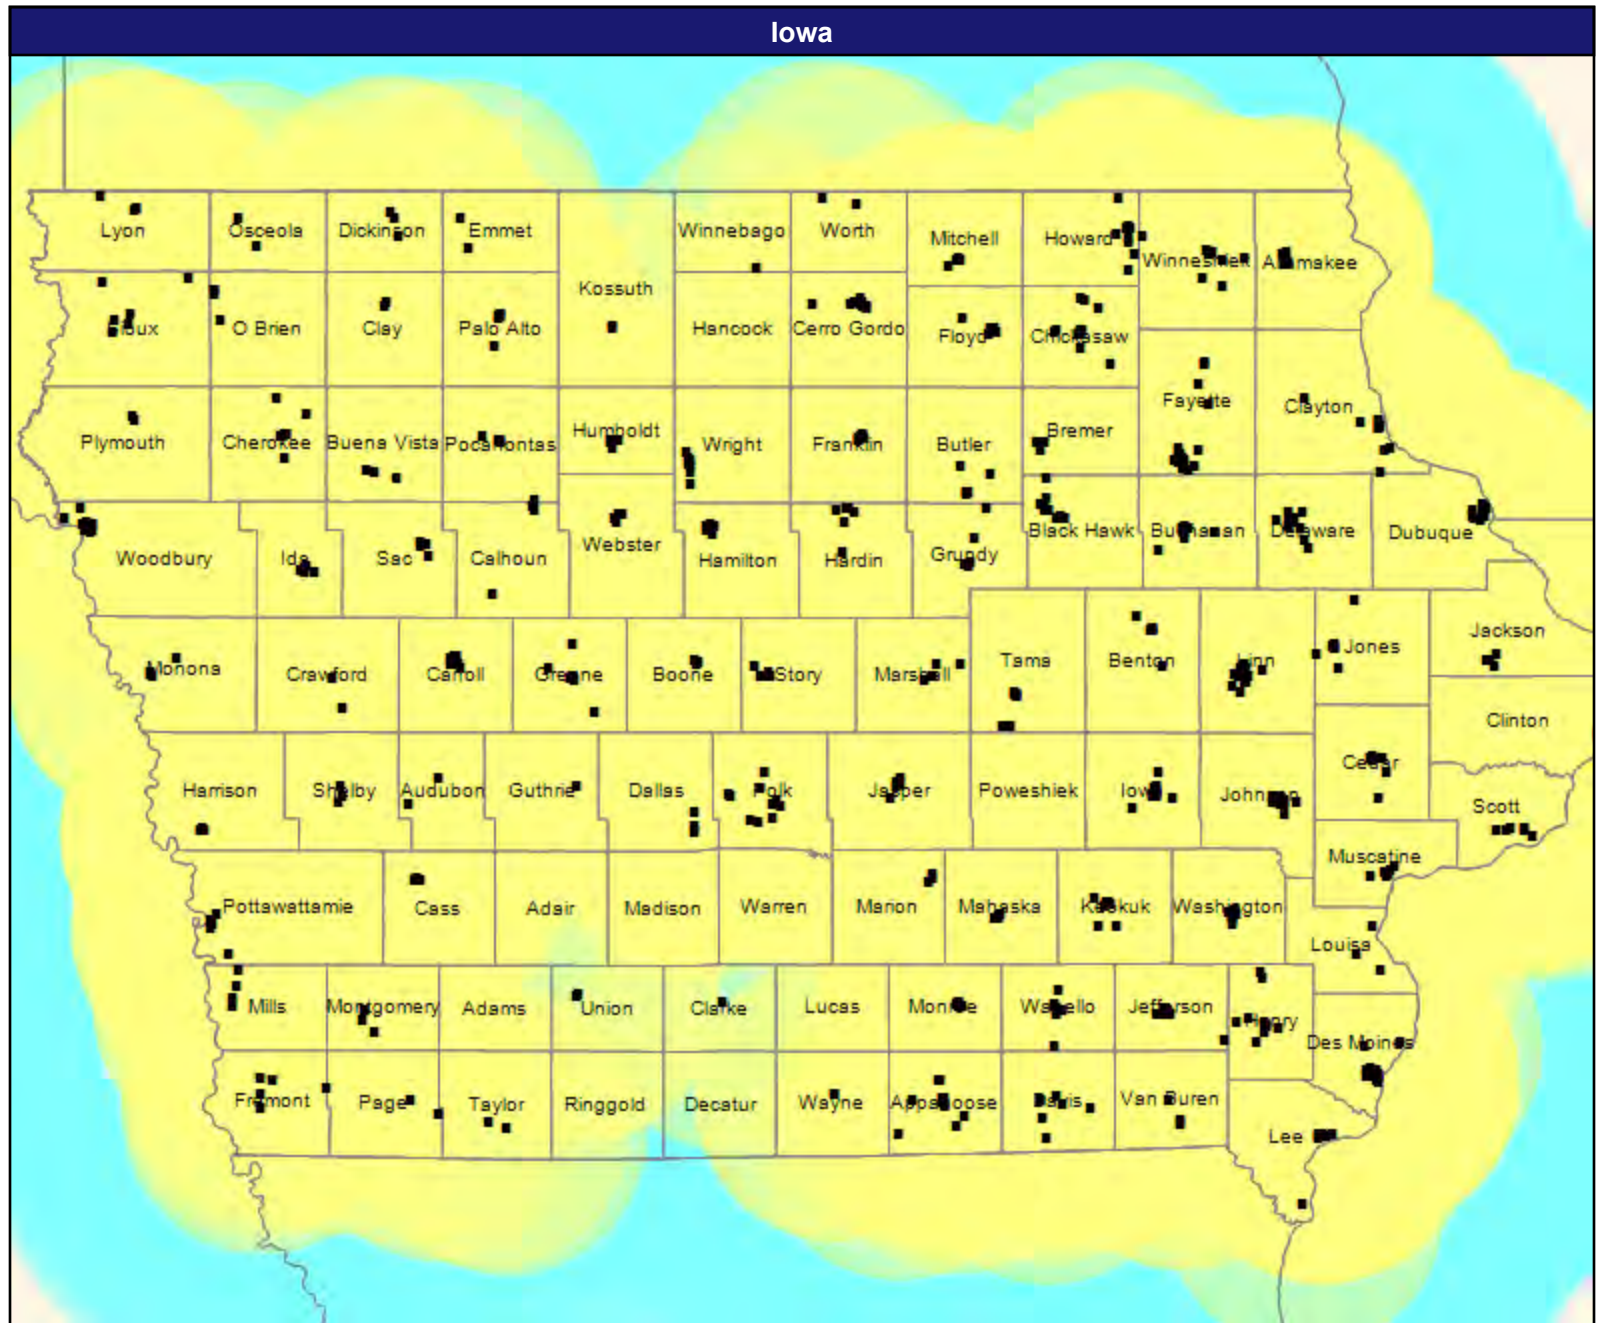 Iowa
Lyon
Osceola
Dickinson
Emmet
Winnebago
Worth
Mitchell
Howard
Winneshiek
Allamakee
Kossuth
Sioux
O Brien
Clay
Palo Alto
Hancock
Cerro Gordo
Floyd
Chickasaw
Fayette
Clayton
Plymouth
Cherokee
Buena Vista
Pocahontas
Humboldt
Wright
Franklin
Butler
Bremer
Woodbury
Ida
Sac
Calhoun
Webster
Hamilton
Hardin
Grundy
Black Hawk
Buchanan
Delaware
Dubuque
Monona
Crawford
Carroll
Greene
Boone
Story
Marshall
Tama
Benton
Linn
Jones
Jackson
Clinton
Harrison
Shelby
Audubon
Guthrie
Dallas
Polk
Jasper
Poweshiek
Iowa
Johnson
Cedar
Scott
Muscatine
Pottawattamie
Cass
Adair
Madison
Warren
Marion
Mahaska
Keokuk
Washington
Louisa
Mills
Montgomery
Adams
Union
Clarke
Lucas
Monroe
Wapello
Jefferson
Henry
Des Moines
Fremont
Page
Taylor
Ringgold
Decatur
Wayne
Appanoose
Davis
Van Buren
Lee